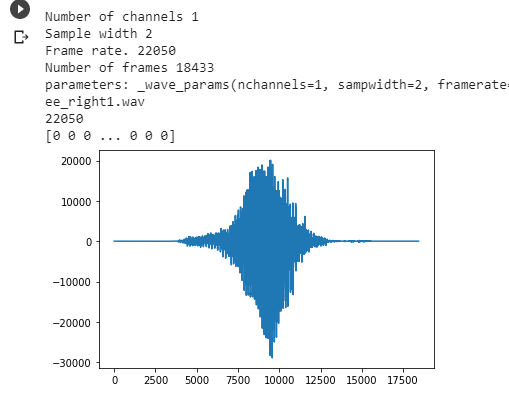 Number of channels 1
Sample width 2
Frame rate. 22050
Number of frames 18433
parameters: _wave_params(nchannels=1, sampwidth=2, framerate=
ee_right1.wav
22050
[0 0 0 ... 0 0 0]
20000
10000
0
−10000
−20000
−30000
0 2500 5000 7500 10000 12500 15000 17500